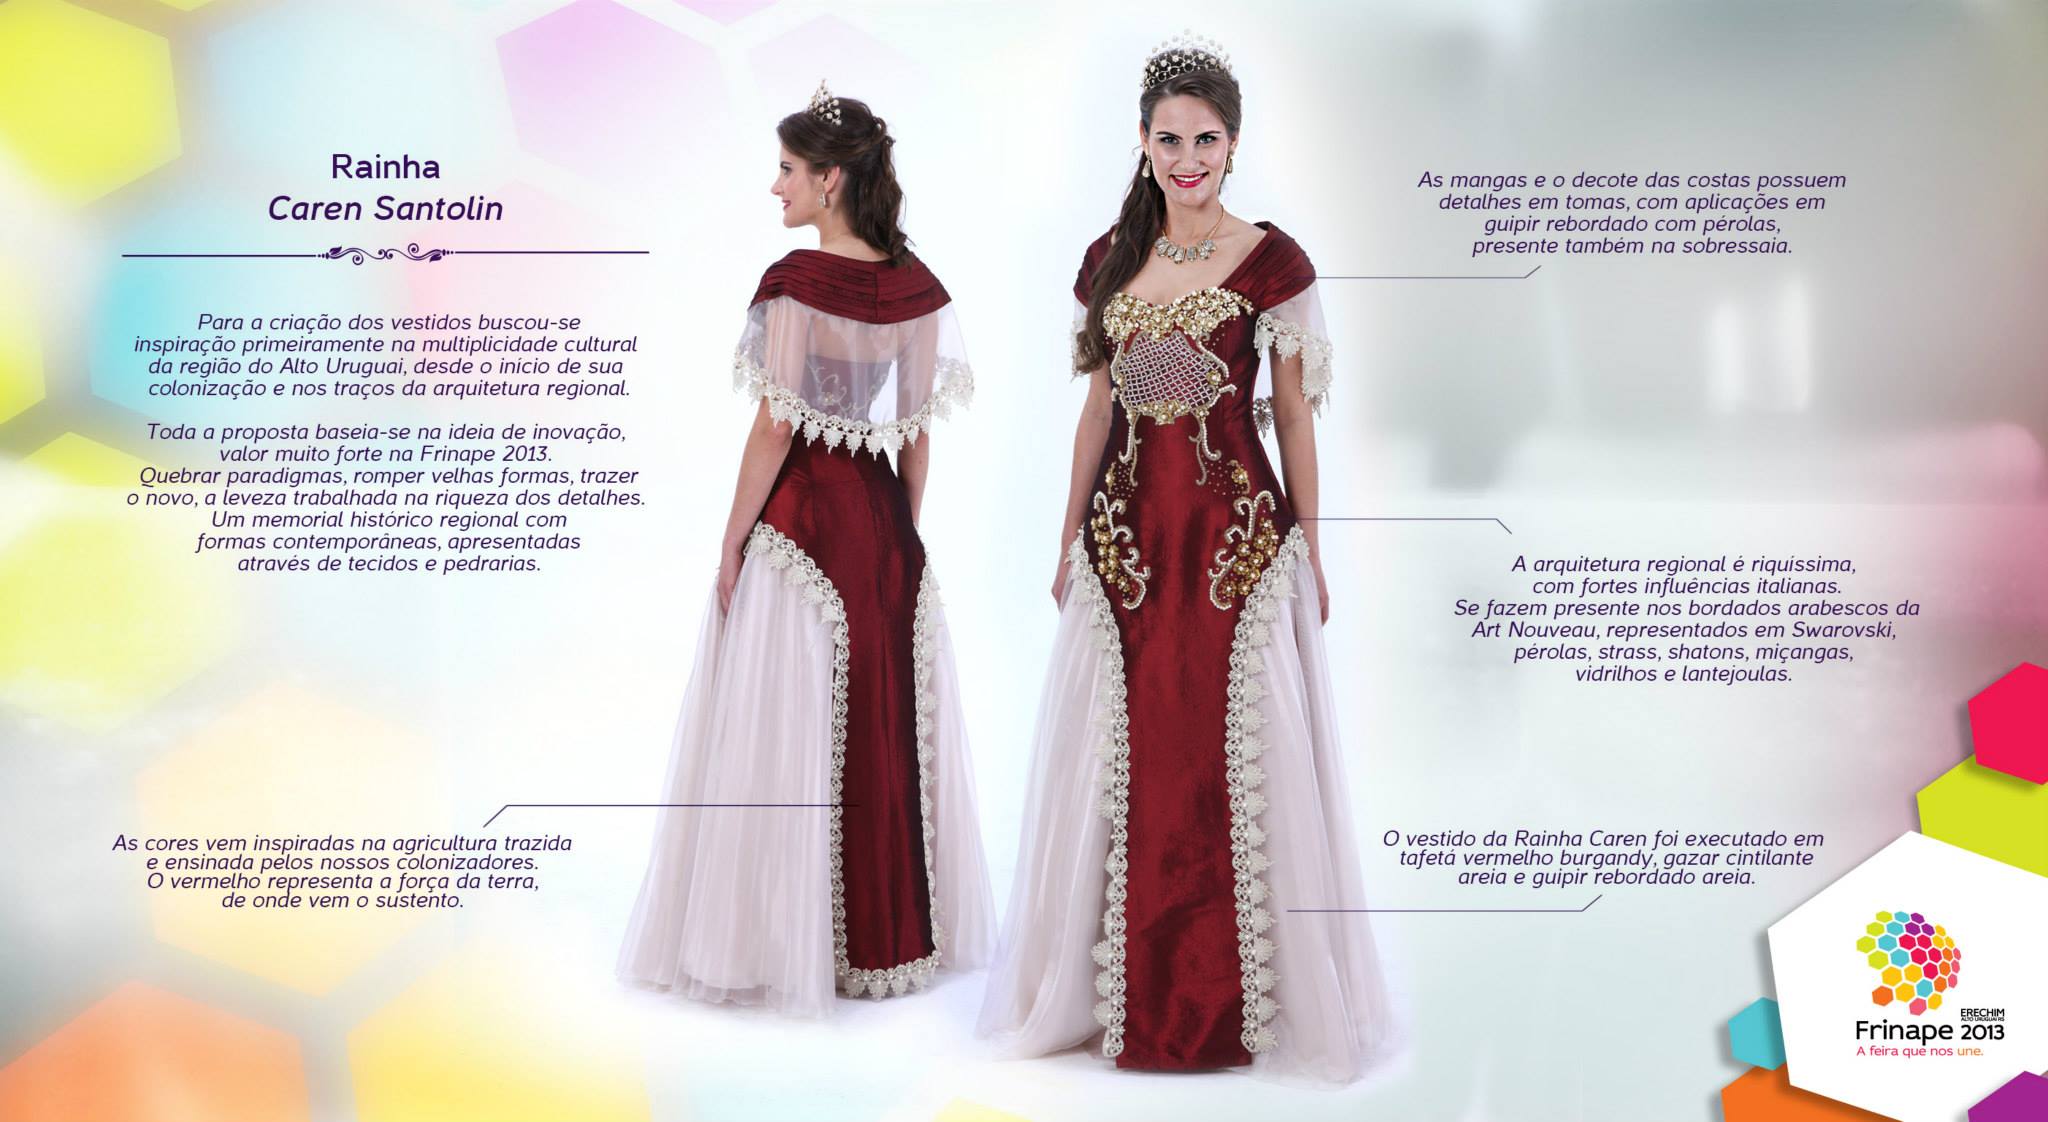 Rainha
Caren Santolin
Para a criação dos vestidos buscou-se
inspiração primeiramente na multiplicidade cultural
da região do Alto Uruguai, desde o início de sua
colonização e nos traços da arquitetura regional.
Toda a proposta baseia-se na ideia de inovação,
valor muito forte na Frinape 2013.
Quebrar paradigmas, romper velhas formas, trazer
o novo, a leveza trabalhada na riqueza dos detalhes.
Um memorial histórico regional com
formas contemporâneas, apresentadas
através de tecidos e pedrarias.
As cores vem inspiradas na agricultura trazida
e ensinada pelos nossos colonizadores.
O vermelho representa a força da terra,
de onde vem o sustento.
As mangas e o decote das costas possuem
detalhes em tomas, com aplicações em
guipir rebordado com pérolas,
presente também na sobressaia.
A arquitetura regional é riquíssima,
com fortes influências italianas.
Se fazem presente nos bordados arabescos da
Art Nouveau, representados em Swarovski,
pérolas, strass, shatons, miçangas,
vidrilhos e lantejoulas.
O vestido da Rainha Caren foi executado em
tafetá vermelho burgandy, gazar cintilante
areia e guipir rebordado areia.
ERECHIM
ALTO URUGUAI RS
Frinape 2013
A feira que nos une.